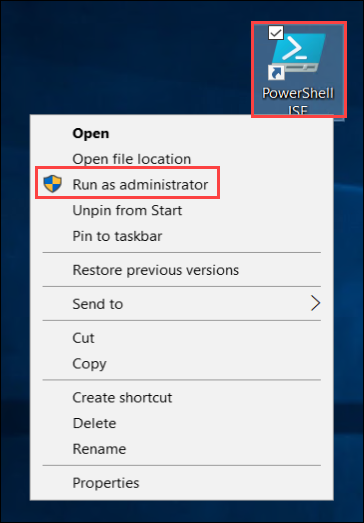 PowerShell
ISE
Open
Open file location
Run as administrator
Unpin from Start
Pin to taskbar
Restore previous versions
Send to
Cut
Copy
Create shortcut
Delete
Rename
Properties